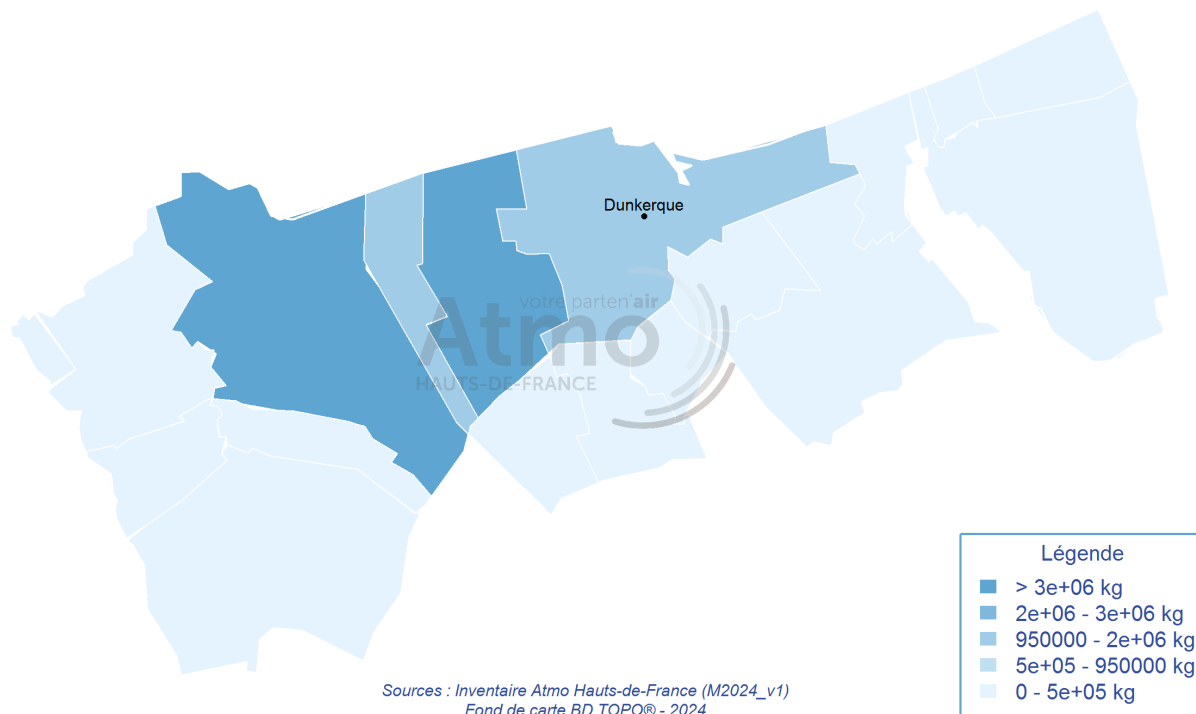 Dunkerque
votre parten'air
Atmo
HAUTS-DE-FRANCE
Légende
> 3e+06 kg
2e+06 - 3e+06 kg
950000 - 2e+06 kg
5e+05 - 950000 kg
0 - 5e+05 kg
Sources : Inventaire Atmo Hauts-de-France (M2024_v1)
Fond de carte BD TOPO® - 2024